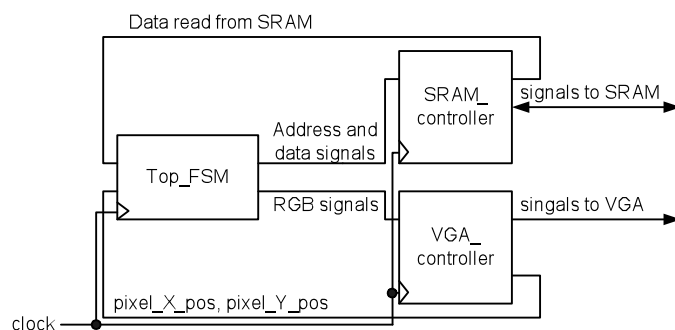 Data read from SRAM
SRAM_
controller
signals to SRAM
Address and
data signals
Top_FSM
RGB signals
singals to VGA
VGA_
controller
pixel_X_pos, pixel_Y_pos
clock